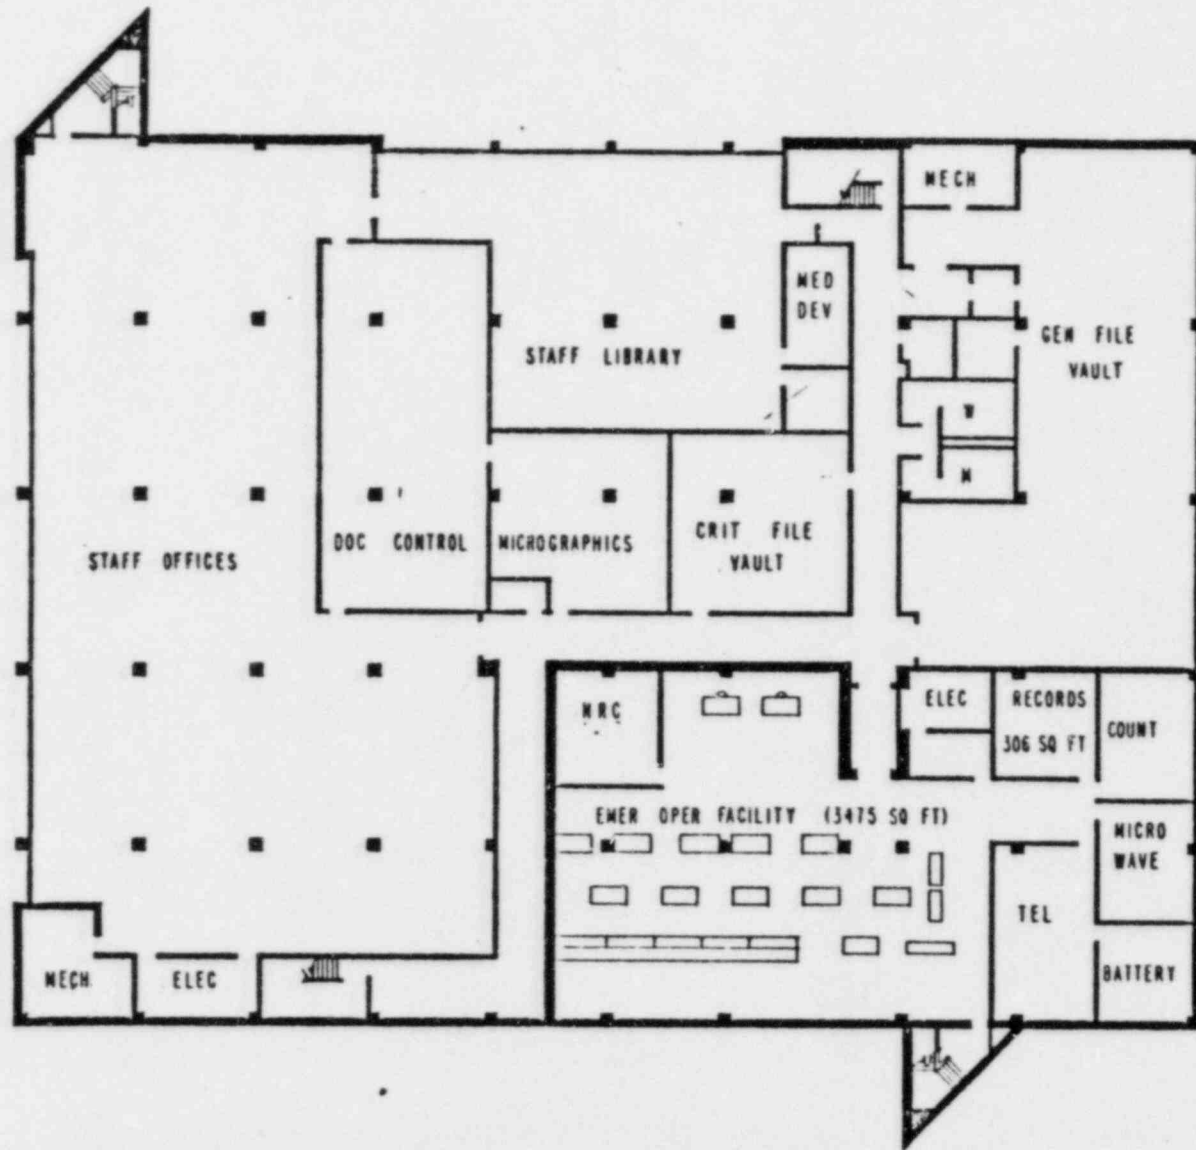 MECH
MED
DEV
GEN FILE
VAULT
STAFF LIBRARY
W
M
STAFF OFFICES
DOC CONTROL
MICROGRAPHICS
CRIT FILE
VAULT
NRC
ELEC
RECORDS
306 SQ FT
COUNT
EMER OPER FACILITY (3475 SQ FT)
MICRO
WAVE
TEL
MECH
ELEC
BATTERY